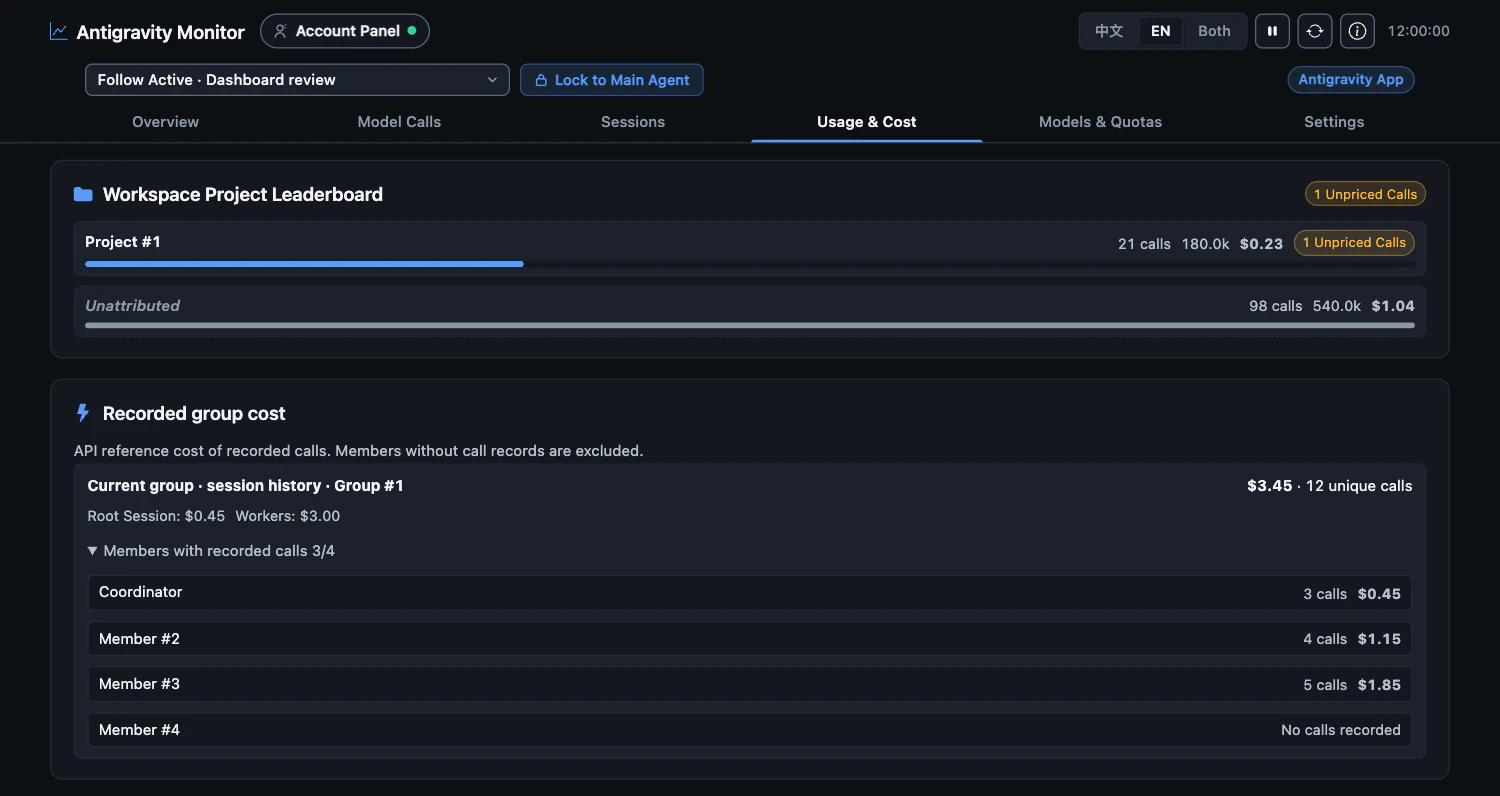 Antigravity Monitor
Account Panel
中文 EN Both
12:00:00
Follow Active · Dashboard review
Lock to Main Agent
Antigravity App
Overview
Model Calls
Sessions
Usage & Cost
Models & Quotas
Settings
Workspace Project Leaderboard
1 Unpriced Calls
Project #1
21 calls 180.0k $0.23 1 Unpriced Calls
Unattributed
98 calls 540.0k $1.04
Recorded group cost
API reference cost of recorded calls. Members without call records are excluded.
Current group · session history · Group #1
$3.45 · 12 unique calls
Root Session: $0.45 Workers: $3.00
▼ Members with recorded calls 3/4
Coordinator
3 calls $0.45
Member #2
4 calls $1.15
Member #3
5 calls $1.85
Member #4
No calls recorded